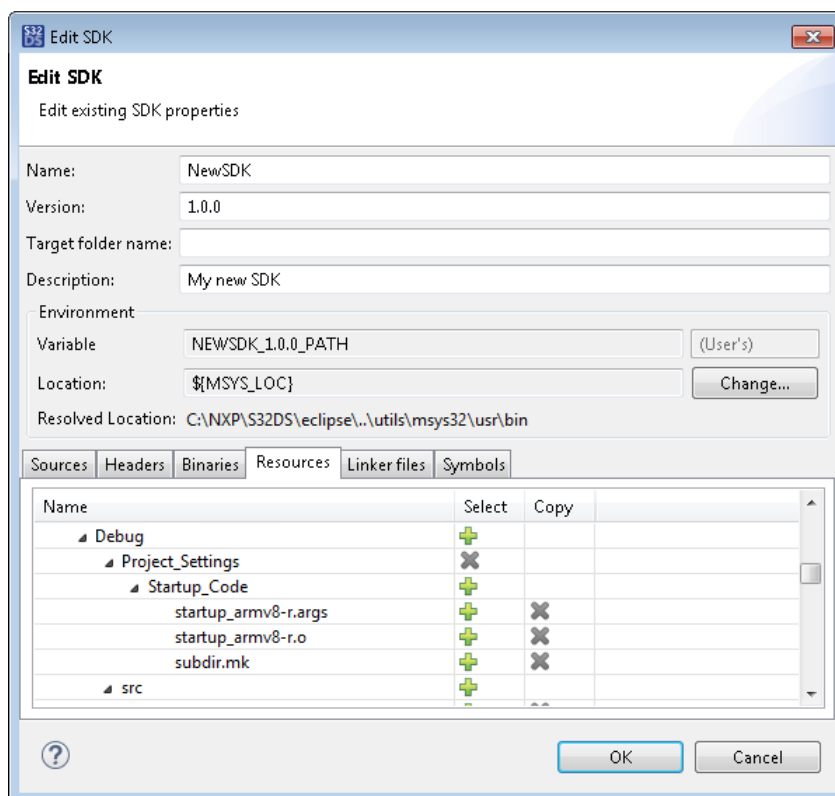 S32
DS
Edit SDK
Edit SDK
Edit existing SDK properties
Name: NewSDK
Version: 1.0.0
Target folder name:
Description: My new SDK
Environment
Variable NEWSDK_1.0.0_PATH (User's)
Location: ${MSYS_LOC} Change...
Resolved Location: C:\NXP\S32DS\eclipse\..\utils\msys32\usr\bin
Sources Headers Binaries Resources Linker files Symbols
Name Select Copy
Debug
Project_Settings
Startup_Code
startup_armv8-r.args
startup_armv8-r.o
subdir.mk
src
? OK Cancel